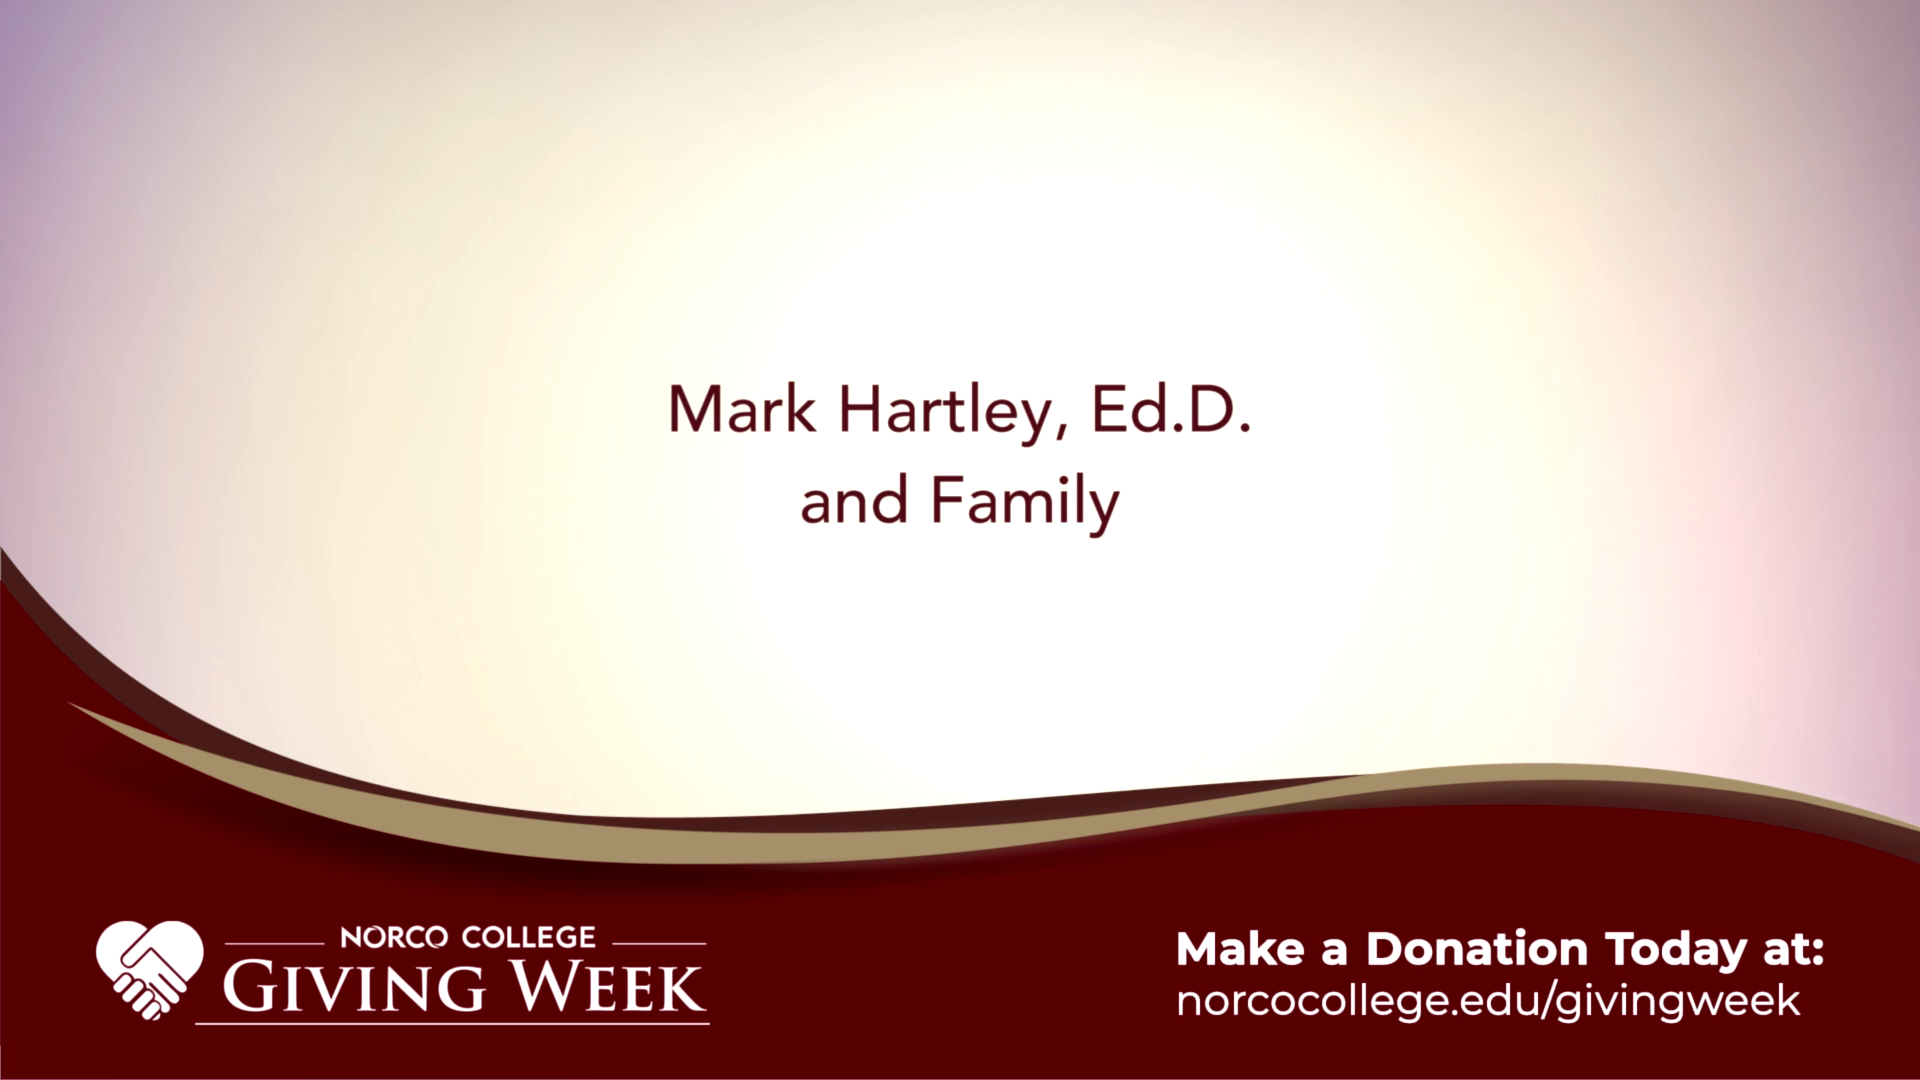 Mark Hartley, Ed.D.
and Family
NORCO COLLEGE
GIVING WEEK
Make a Donation Today at:
norcocollege.edu/givingweek